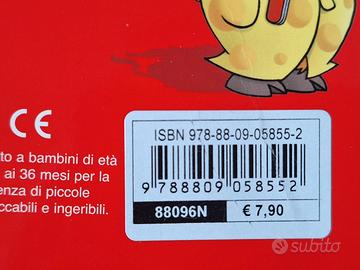 ISBN 978-88-09-05855-2
9 788809 058552
88096N
€ 7,90
CE
to a bambini di età
ai 36 mesi per la
enza di piccole
ccabili e ingeribili.
subito